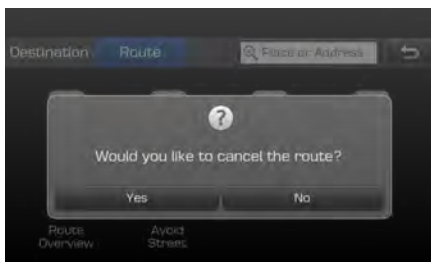 Destination
Route
Place or Address
Would you like to cancel the route?
Yes
No
Route
Overview
Avoid
Street